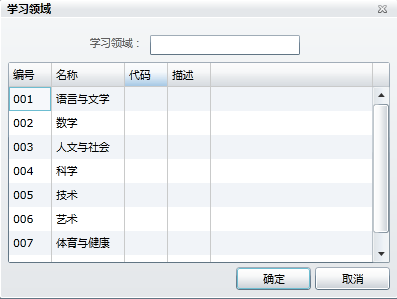 学习领域
学习领域：
编号 名称 代码 描述
001 语言与文学
002 数学
003 人文与社会
004 科学
005 技术
006 艺术
007 体育与健康
确定 取消